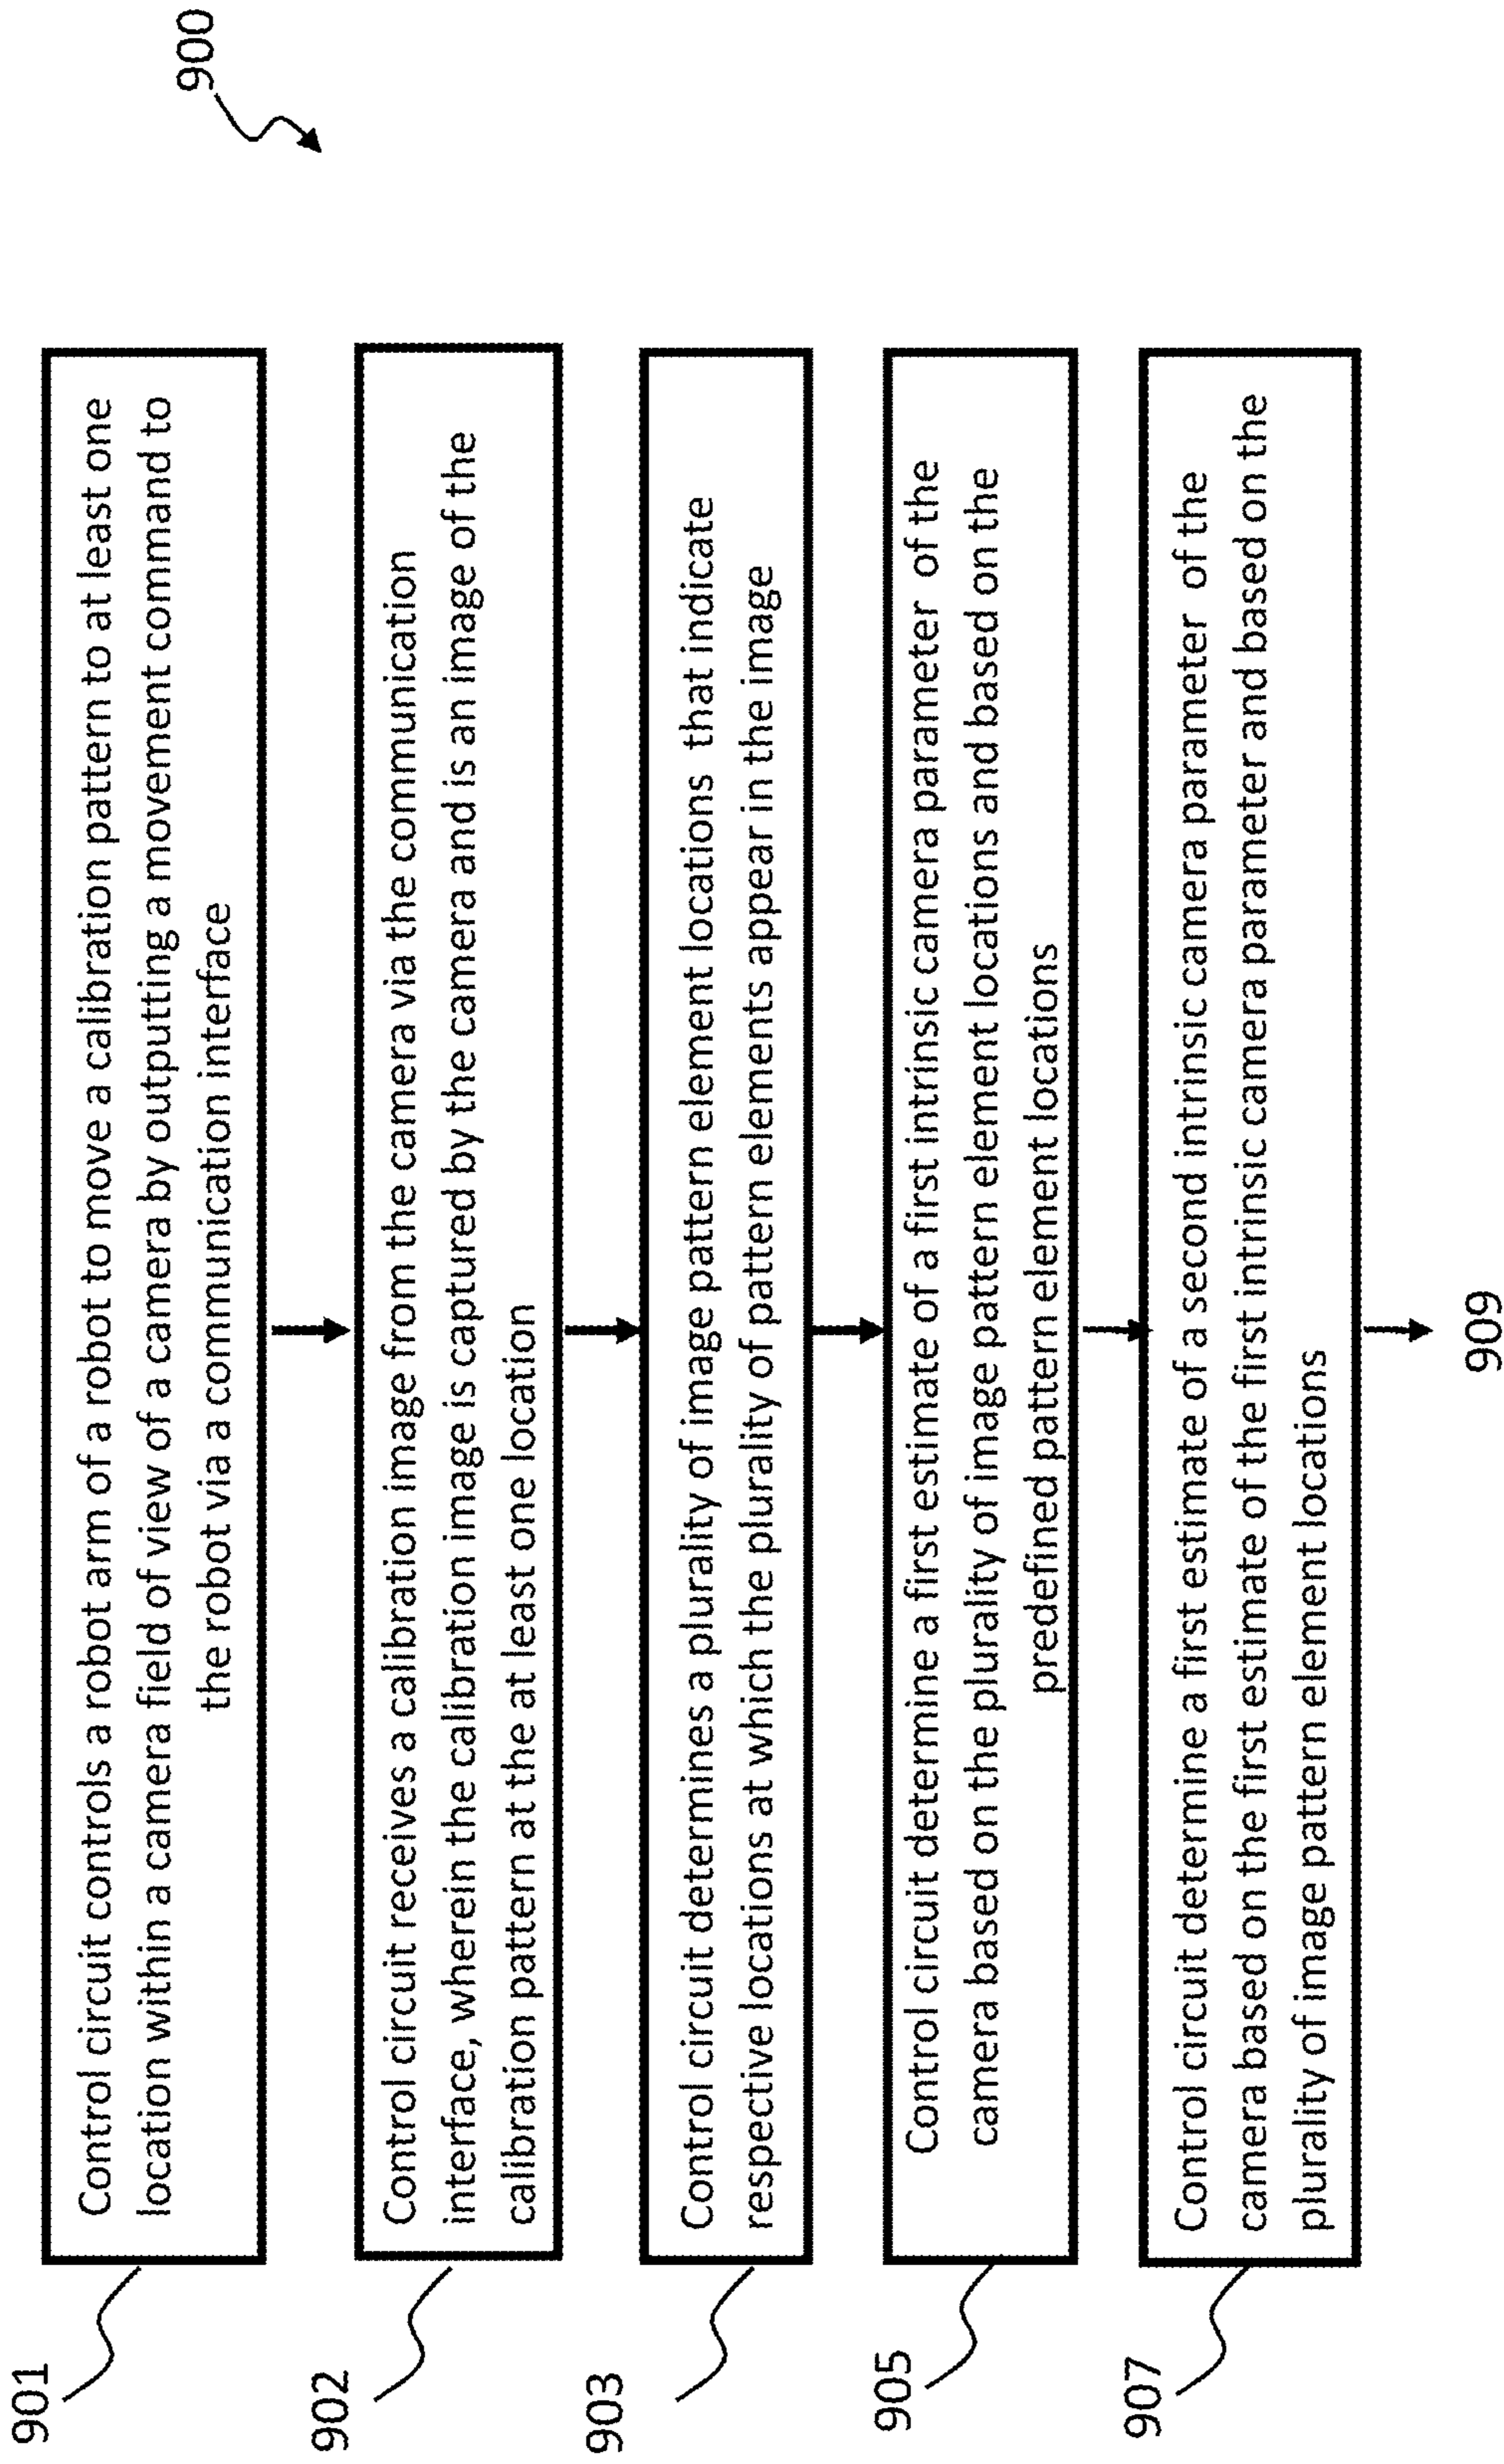 900
901
Control circuit controls a robot arm of a robot to move a calibration pattern to at least one
location within a camera field of view of a camera by outputting a movement command to
the robot via a communication interface
902
Control circuit receives a calibration image from the camera via the communication
interface, wherein the calibration image is captured by the camera and is an image of the
calibration pattern at the at least one location
903
Control circuit determines a plurality of image pattern element locations that indicate
respective locations at which the plurality of pattern elements appear in the image
905
Control circuit determine a first estimate of a first intrinsic camera parameter of the
camera based on the plurality of image pattern element locations and based on the
predefined pattern element locations
907
Control circuit determine a first estimate of a second intrinsic camera parameter of the
camera based on the first estimate of the first intrinsic camera parameter and based on the
plurality of image pattern element locations
909